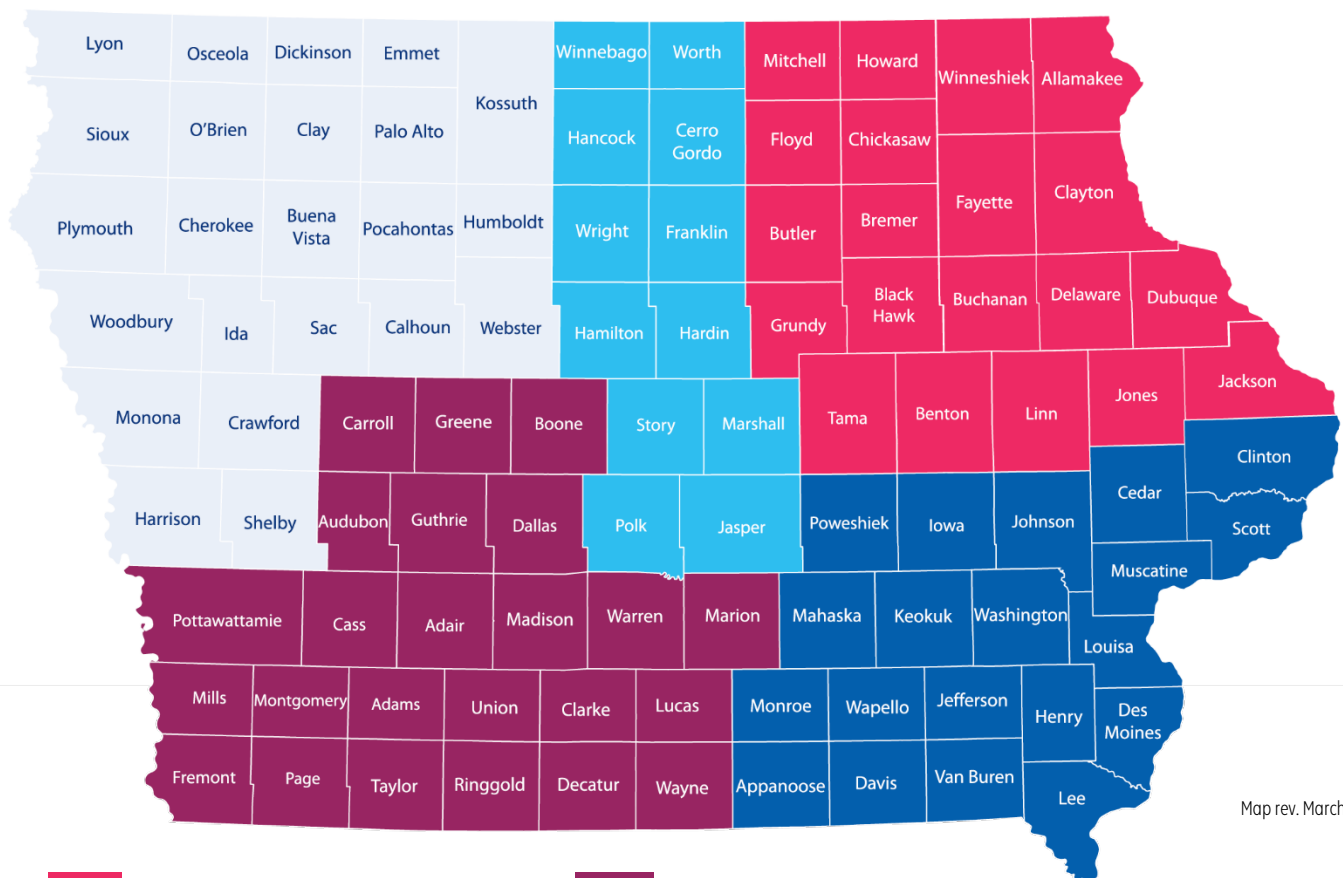 Lyon
Osceola
Dickinson
Emmet
Kossuth
Winnebago
Worth
Mitchell
Howard
Winneshiek
Allamakee
Sioux
O'Brien
Clay
Palo Alto
Hancock
Cerro
Gordo
Floyd
Chickasaw
Fayette
Clayton
Plymouth
Cherokee
Buena
Vista
Pocahontas
Humboldt
Wright
Franklin
Butler
Bremer
Woodbury
Ida
Sac
Calhoun
Webster
Hamilton
Hardin
Grundy
Black
Hawk
Buchanan
Delaware
Dubuque
Monona
Crawford
Carroll
Greene
Boone
Story
Marshall
Tama
Benton
Linn
Jones
Jackson
Clinton
Harrison
Shelby
Audubon
Guthrie
Dallas
Polk
Jasper
Poweshiek
Iowa
Johnson
Cedar
Scott
Muscatine
Pottawattamie
Cass
Adair
Madison
Warren
Marion
Mahaska
Keokuk
Washington
Louisa
Mills
Montgomery
Adams
Union
Clarke
Lucas
Monroe
Wapello
Jefferson
Henry
Des
Moines
Fremont
Page
Taylor
Ringgold
Decatur
Wayne
Appanoose
Davis
Van Buren
Lee
Map rev. March